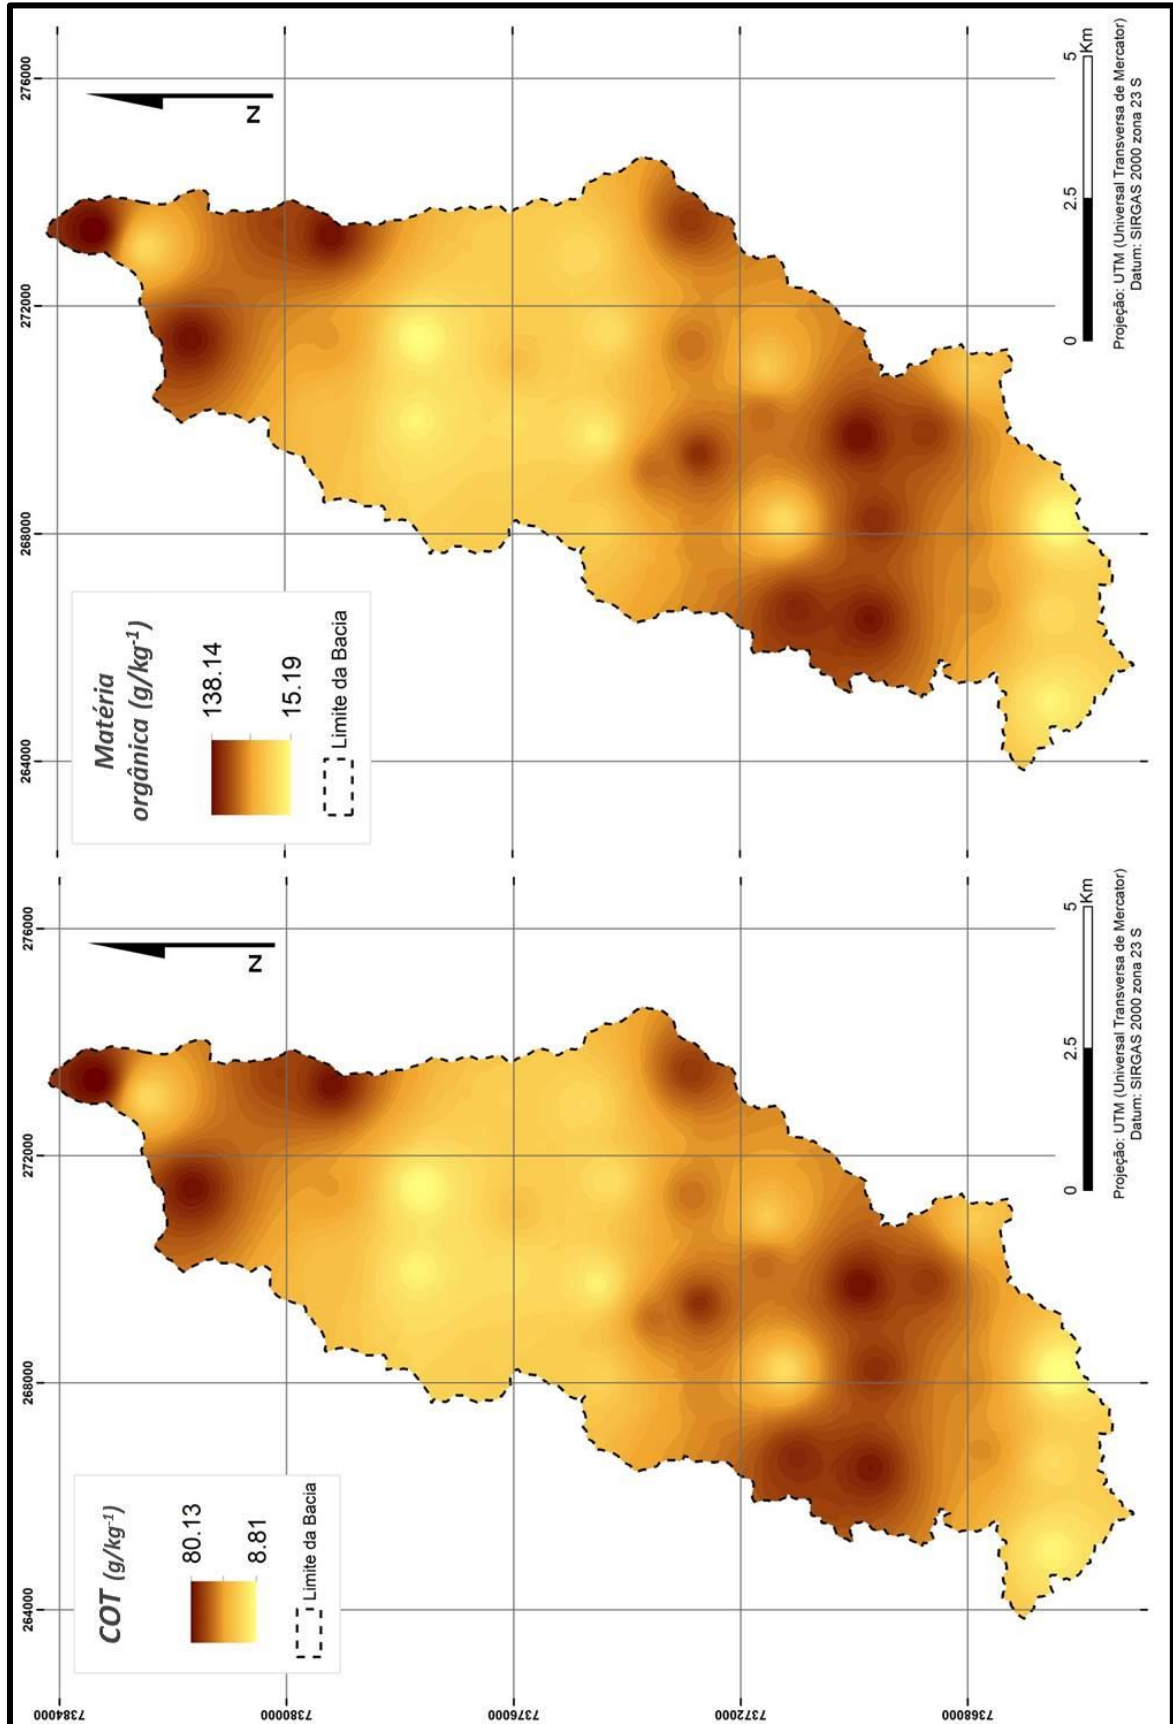 264000
268000
272000
276000
264000
268000
272000
276000
7384000
7380000
7376000
7372000
7368000
COT (g/kg-1)
80.13
8.81
Limite da Bacia
N
0
2.5
5
Km
Projeção: UTM (Universal Transversa de Mercator)
Datum: SIRGAS 2000 zona 23 S
Matéria
orgânica (g/kg-1)
138.14
15.19
Limite da Bacia
N
0
2.5
5
Km
Projeção: UTM (Universal Transversa de Mercator)
Datum: SIRGAS 2000 zona 23 S